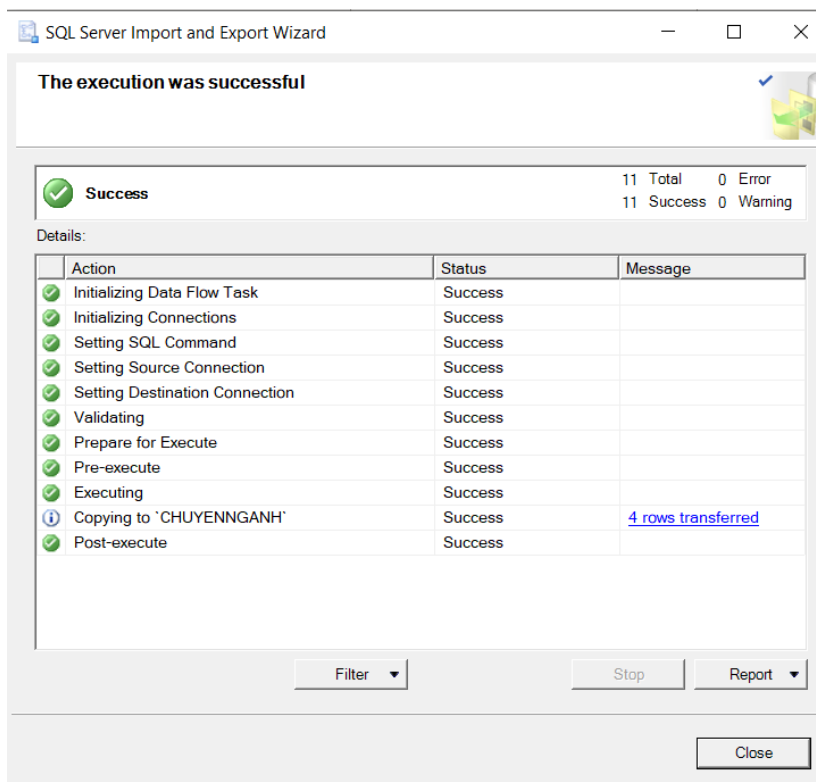 SQL Server Import and Export Wizard
The execution was successful
Success
11 Total 0 Error
11 Success 0 Warning
Details:
Action Status Message
Initializing Data Flow Task Success
Initializing Connections Success
Setting SQL Command Success
Setting Source Connection Success
Setting Destination Connection Success
Validating Success
Prepare for Execute Success
Pre-execute Success
Executing Success
Copying to `CHUYENNGANH` Success 4 rows transferred
Post-execute Success
Filter Stop Report
Close